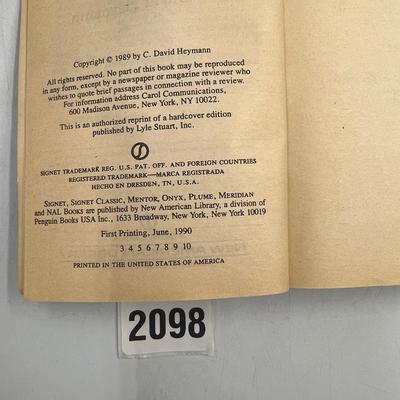 Copyright © 1989 by C. David Heymann
All rights reserved. No part of this book may be reproduced
in any form, except by a newspaper or magazine reviewer who
wishes to quote brief passages in connection with a review.
For information address Carol Communications,
600 Madison Avenue, New York, NY 10022.
This is an authorized reprint of a hardcover edition
published by Lyle Stuart, Inc.
SIGNET TRADEMARK REG. U.S. PAT. OFF. AND FOREIGN COUNTRIES
REGISTERED TRADEMARK—MARCA REGISTRADA
HECHO EN DRESDEN, TN, U.S.A.
SIGNET, SIGNET CLASSIC, MENTOR, ONYX, PLUME, MERIDIAN
and NAL BOOKS are published by New American Library, a division of
Penguin Books USA Inc., 1633 Broadway, New York, New York 10019
First Printing, June, 1990
3 4 5 6 7 8 9 10
PRINTED IN THE UNITED STATES OF AMERICA
2098